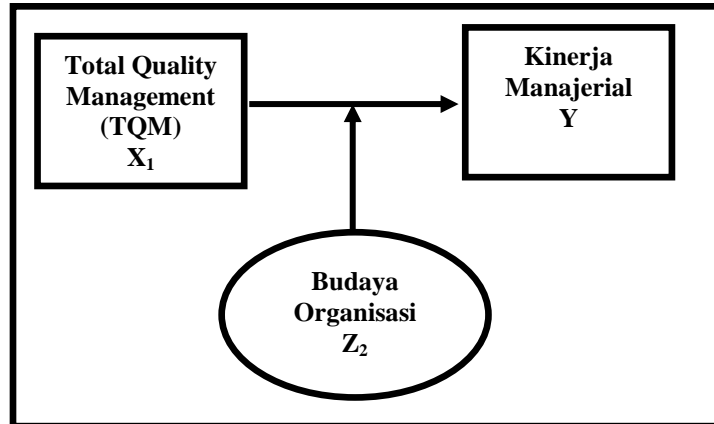 Total Quality
Management
(TQM)
X₁
Kinerja
Manajerial
Y
Budaya
Organisasi
Z₂